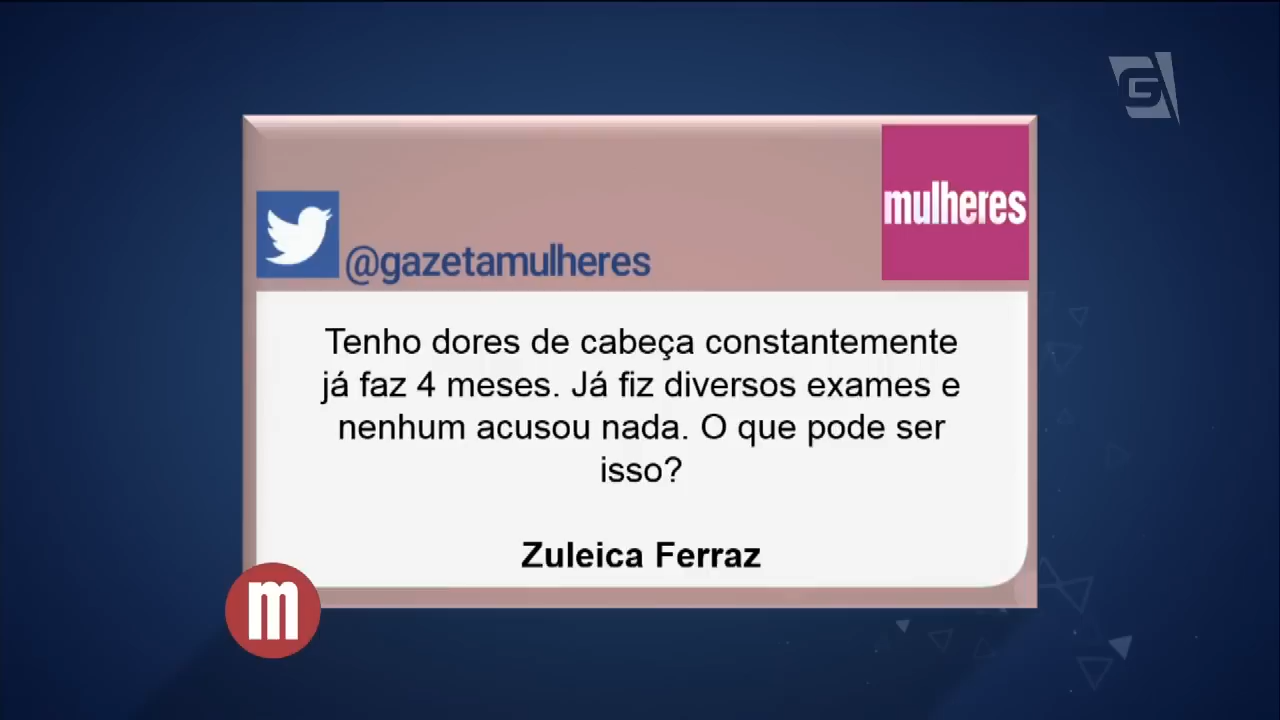 G
mulheres
@gazetamulheres
Tenho dores de cabeça constantemente
já faz 4 meses. Já fiz diversos exames e
nenhum acusou nada. O que pode ser
isso?
Zuleica Ferraz
m